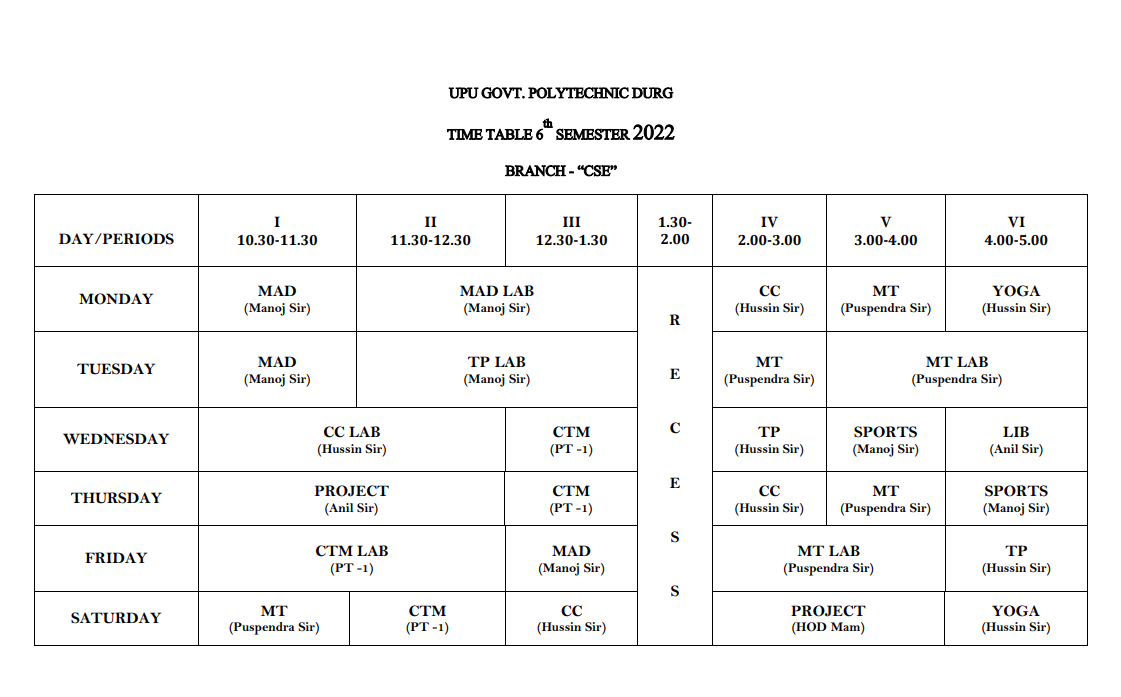 UPU GOVT. POLYTECHNIC DURG
TIME TABLE 6th SEMESTER 2022
BRANCH - “CSE”
DAY/PERIODS I II III 1.30- IV V VI
10.30-11.30 11.30-12.30 12.30-1.30 2.00 2.00-3.00 3.00-4.00 4.00-5.00
MONDAY MAD MAD LAB CC MT YOGA
(Manoj Sir) (Manoj Sir) (Hussin Sir) (Puspendra Sir) (Hussin Sir)
R
TUESDAY MAD TP LAB MT MT LAB
(Manoj Sir) (Manoj Sir) (Puspendra Sir) (Puspendra Sir)
E
WEDNESDAY CC LAB CTM TP SPORTS LIB
(Hussin Sir) (PT -1) (Hussin Sir) (Manoj Sir) (Anil Sir)
C
THURSDAY PROJECT CTM CC MT SPORTS
(Anil Sir) (PT -1) (Hussin Sir) (Puspendra Sir) (Manoj Sir)
E
FRIDAY CTM LAB MAD MT LAB TP
(PT -1) (Manoj Sir) (Puspendra Sir) (Hussin Sir)
S
SATURDAY MT CTM CC PROJECT YOGA
(Puspendra Sir) (PT -1) (Hussin Sir) (HOD Mam) (Hussin Sir)
S